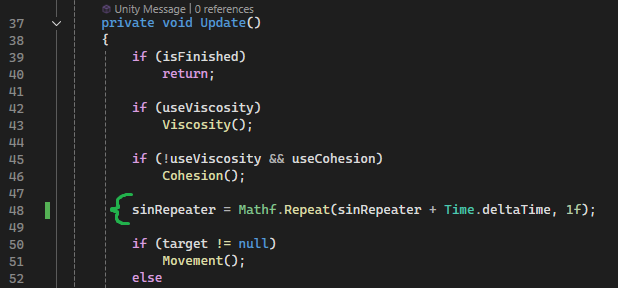 Unity Message | 0 references
37 private void Update()
38 {
39 if (isFinished)
40 return;
41
42 if (useViscosity)
43 Viscosity();
44
45 if (!useViscosity && useCohesion)
46 Cohesion();
47
48 sinRepeater = Mathf.Repeat(sinRepeater + Time.deltaTime, 1f);
49
50 if (target != null)
51 Movement();
52 else